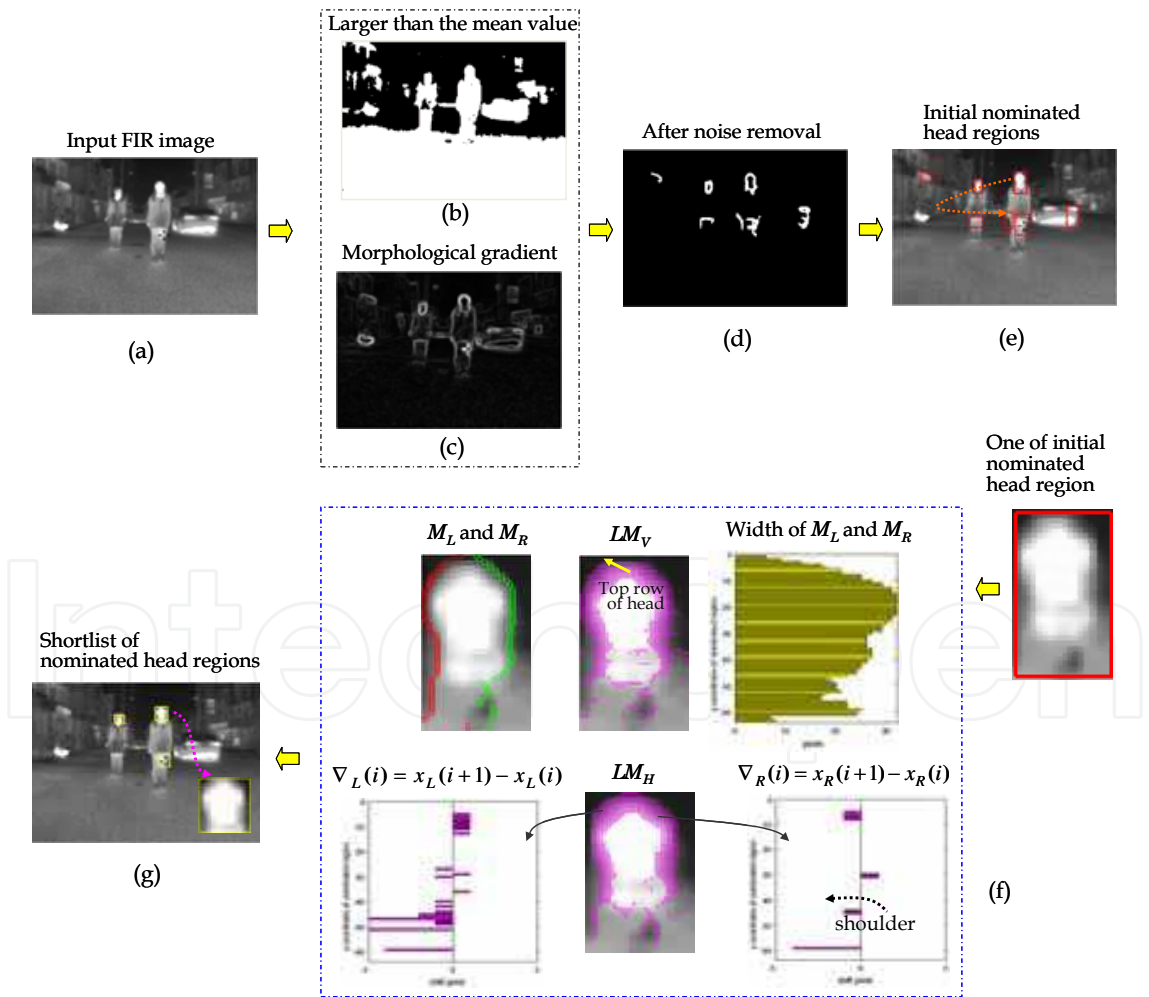 Larger than the mean value
Input FIR image
(a)
(b)
Morphological gradient
(c)
After noise removal
(d)
Initial nominated
head regions
(e)
One of initial
nominated
head region
M_L and M_R
LM_V
Top row
of head
Width of M_L and M_R
∇_L(i) = x_L(i+1) − x_L(i)
LM_H
∇_R(i) = x_R(i+1) − x_R(i)
shoulder
(f)
Shortlist of
nominated head regions
(g)